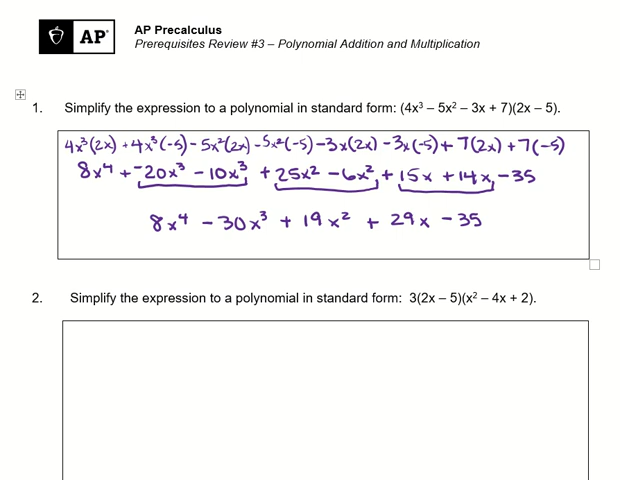 AP®
AP Precalculus
Prerequisites Review #3 – Polynomial Addition and Multiplication
1. Simplify the expression to a polynomial in standard form: (4x³ – 5x² – 3x + 7)(2x – 5).
4x³(2x) + 4x³(-5) - 5x²(2x) - 5x²(-5) - 3x(2x) - 3x(-5) + 7(2x) + 7(-5)
8x⁴ + -20x³ - 10x³ + 25x² - 6x² + 15x + 14x - 35
8x⁴ - 30x³ + 19x² + 29x - 35
2. Simplify the expression to a polynomial in standard form: 3(2x – 5)(x² – 4x + 2).